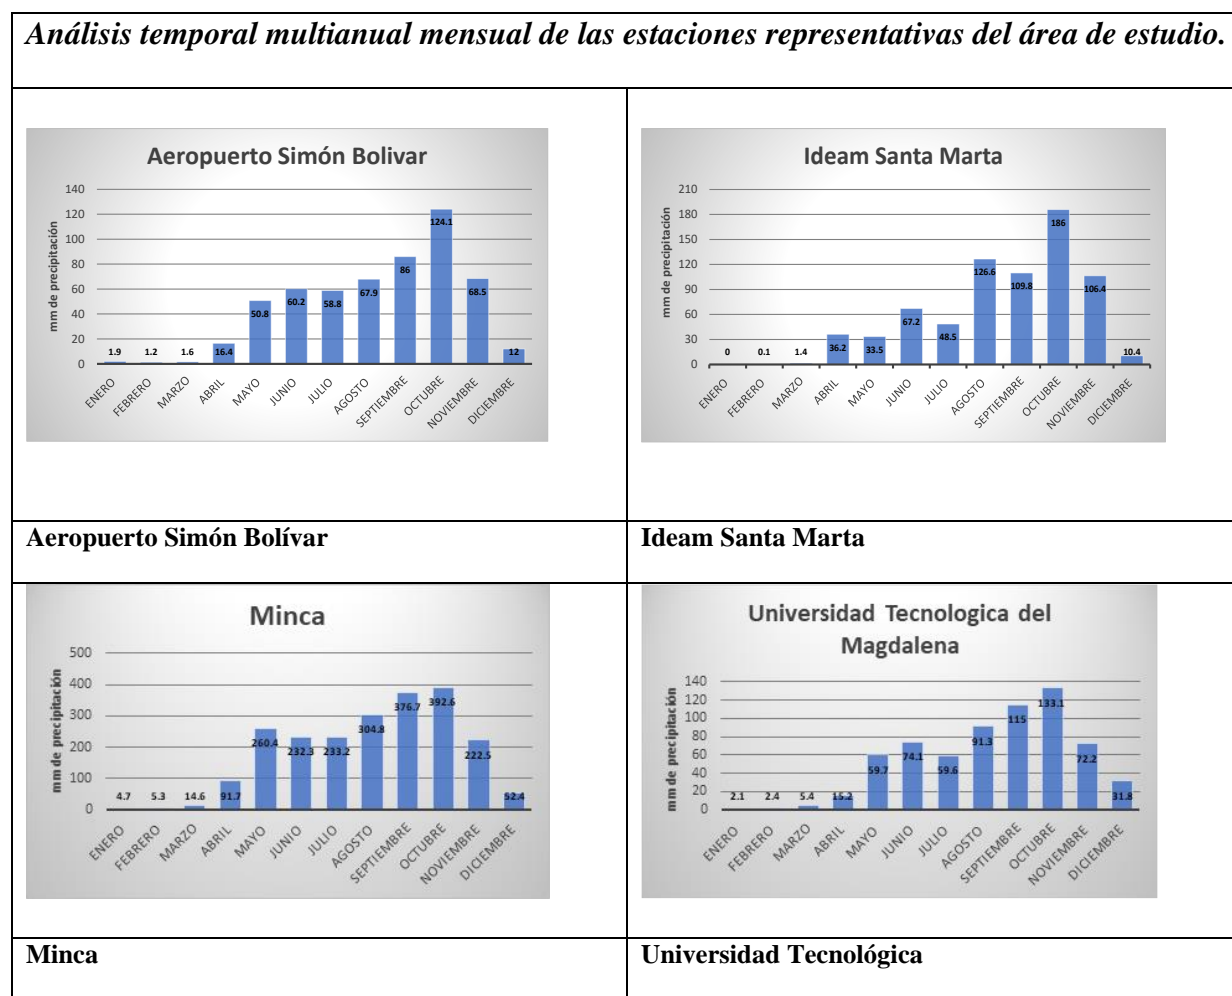 Análisis temporal multianual mensual de las estaciones representativas del área de estudio.
Aeropuerto Simón Bolivar
mm de precipitación
140
120
100
80
60
40
20
0
1.9 1.2 1.6 16.4 50.8 60.2 58.8 67.9 86 124.1 68.5 12
ENERO FEBRERO MARZO ABRIL MAYO JUNIO JULIO AGOSTO SEPTIEMBRE OCTUBRE NOVIEMBRE DICIEMBRE
Ideam Santa Marta
mm de precipitación
210
180
150
120
90
60
30
0
0 0.1 1.4 36.2 33.5 67.2 48.5 126.6 109.8 186 106.4 10.4
ENERO FEBRERO MARZO ABRIL MAYO JUNIO JULIO AGOSTO SEPTIEMBRE OCTUBRE NOVIEMBRE DICIEMBRE
Aeropuerto Simón Bolívar
Ideam Santa Marta
Minca
mm de precipitación
500
400
300
200
100
0
4.7 5.3 14.6 91.7 260.4 232.3 233.2 304.8 376.7 392.6 222.5 52.4
ENERO FEBRERO MARZO ABRIL MAYO JUNIO JULIO AGOSTO SEPTIEMBRE OCTUBRE NOVIEMBRE DICIEMBRE
Universidad Tecnologica del
Magdalena
mm de precipitación
140
120
100
80
60
40
20
0
2.1 2.4 5.4 15.2 59.7 74.1 59.6 91.3 115 133.1 72.2 31.8
ENERO FEBRERO MARZO ABRIL MAYO JUNIO JULIO AGOSTO SEPTIEMBRE OCTUBRE NOVIEMBRE DICIEMBRE
Minca
Universidad Tecnológica